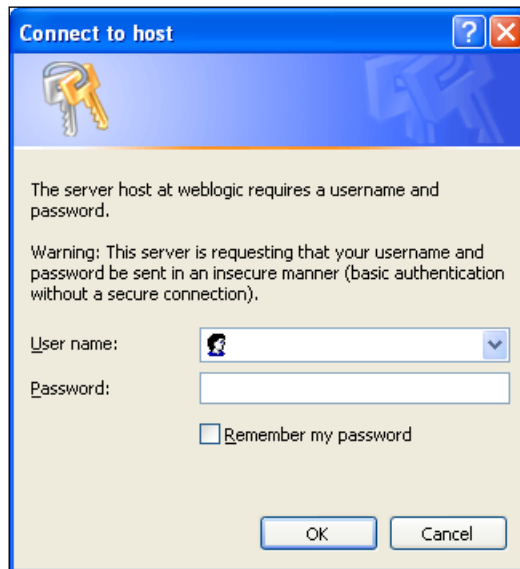 Connect to host
The server host at weblogic requires a username and
password.
Warning: This server is requesting that your username and
password be sent in an insecure manner (basic authentication
without a secure connection).
User name:
Password:
Remember my password
OK Cancel